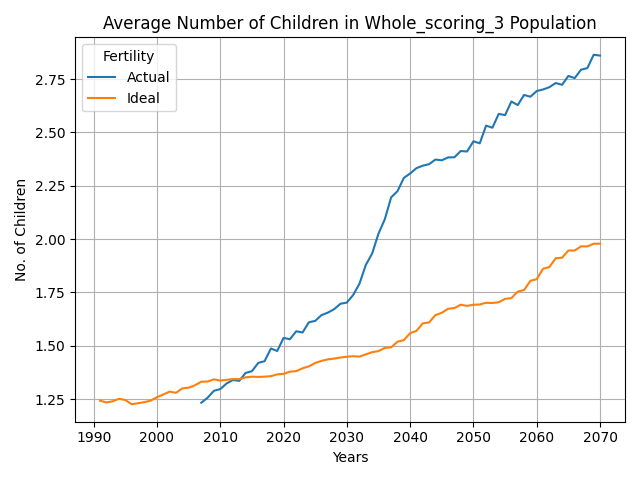 Average Number of Children in Whole_scoring_3 Population
Fertility
Actual
Ideal
No. of Children
2.75
2.50
2.25
2.00
1.75
1.50
1.25
1990 2000 2010 2020 2030 2040 2050 2060 2070
Years